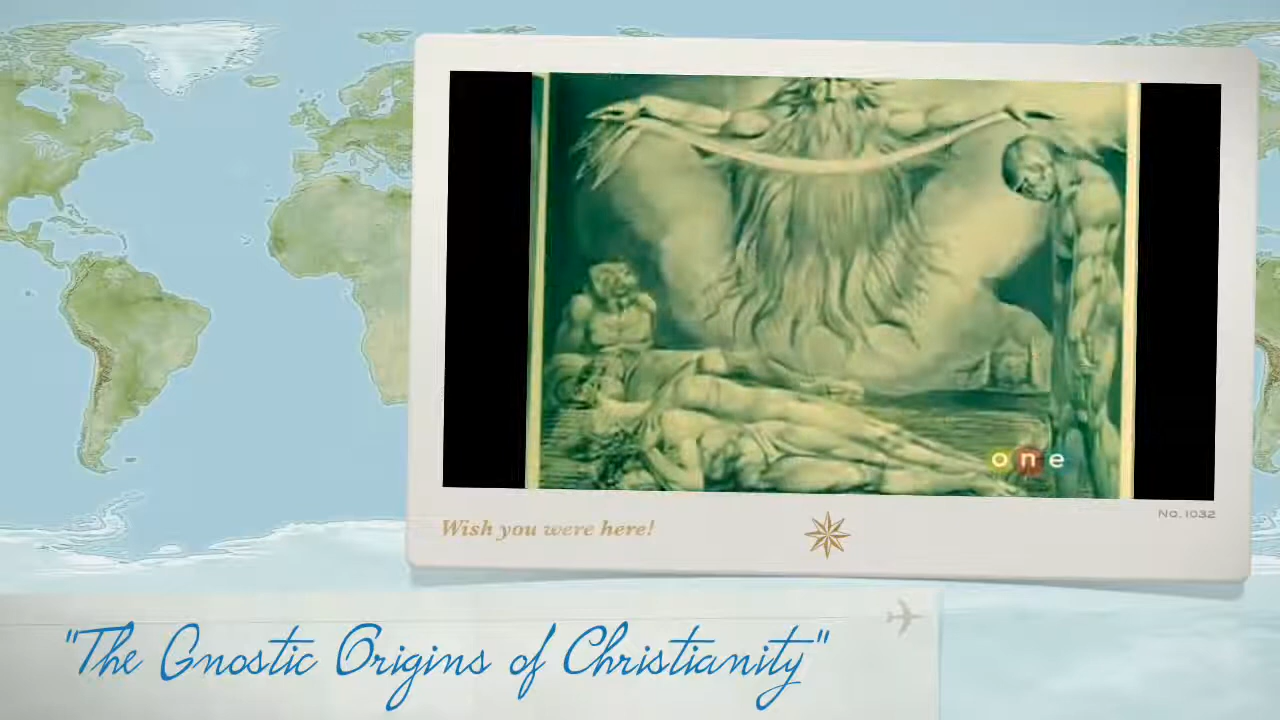 one
Wish you were here!
No. 1032
"The Gnostic Origins of Christianity"